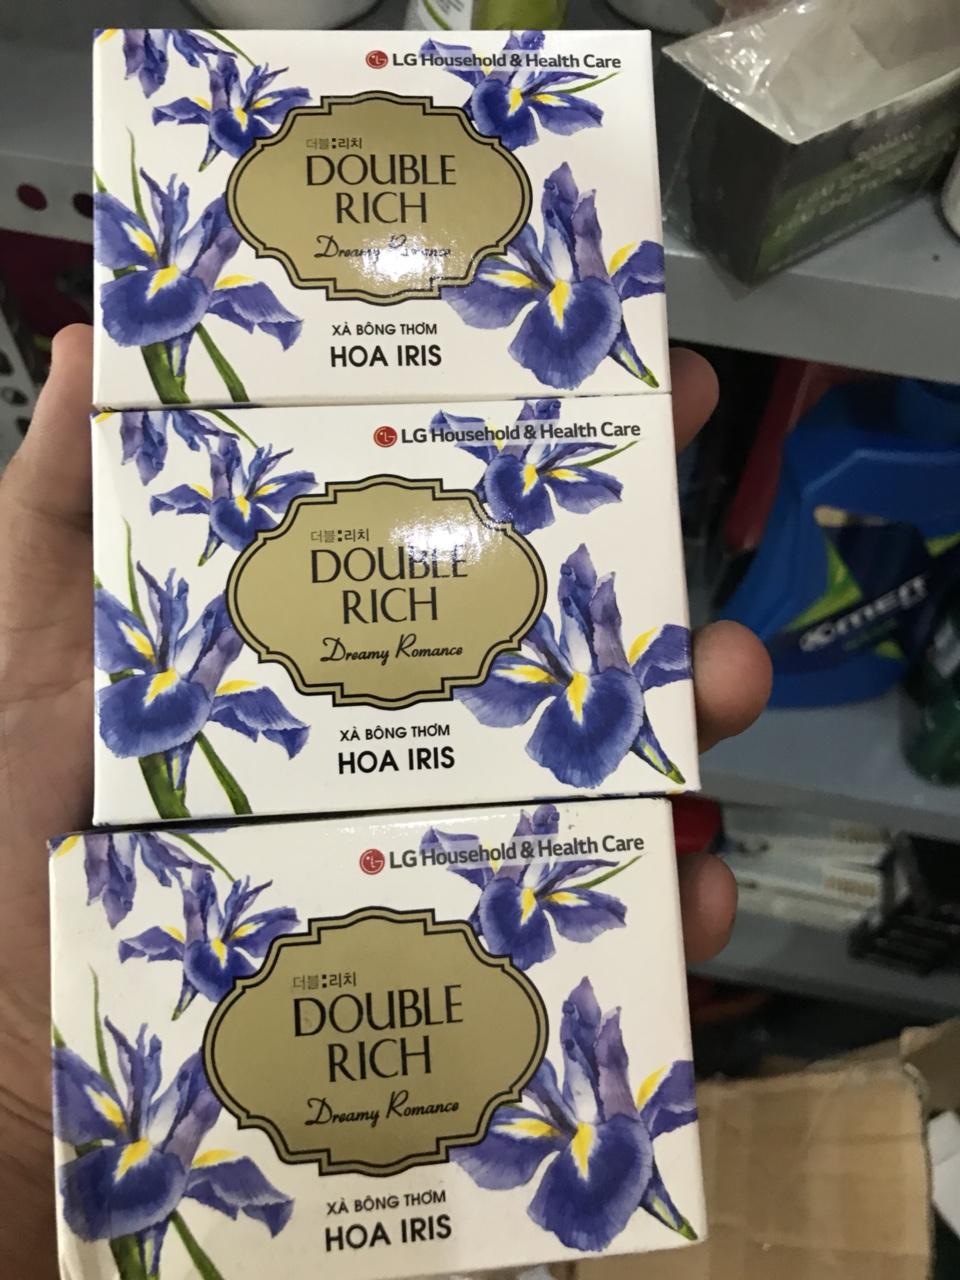 LG Household & Health Care
더블:리치
DOUBLE
RICH
Dreamy Romance
XÀ BÔNG THƠM
HOA IRIS
LG Household & Health Care
더블:리치
DOUBLE
RICH
Dreamy Romance
XÀ BÔNG THƠM
HOA IRIS
LG Household & Health Care
더블:리치
DOUBLE
RICH
Dreamy Romance
XÀ BÔNG THƠM
HOA IRIS